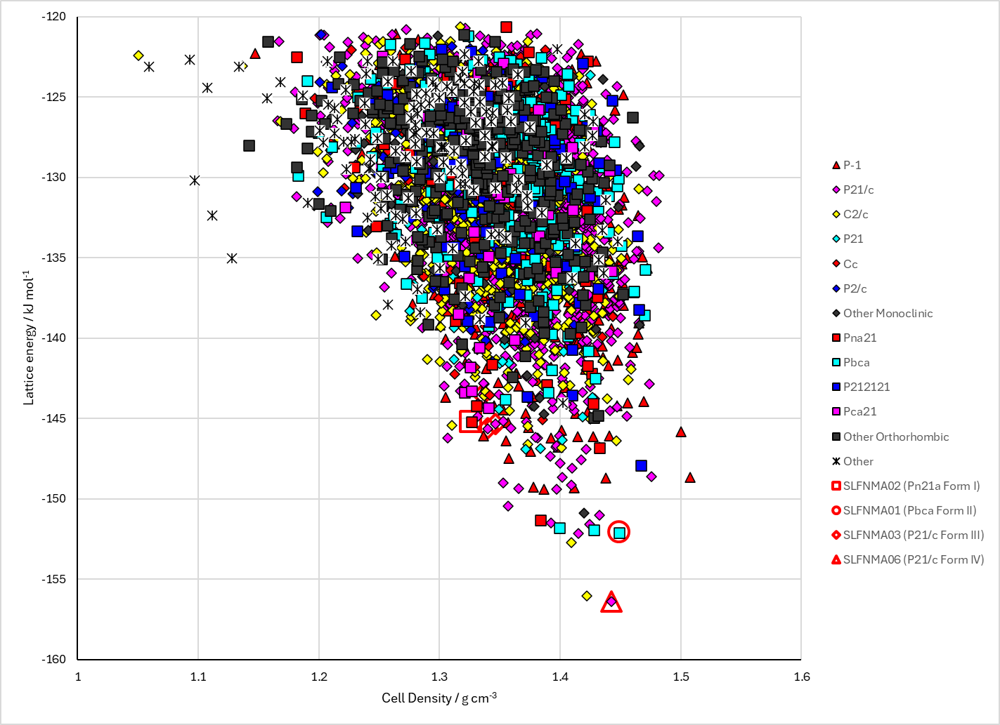 -120
-125
-130
-135
-140
-145
-150
-155
-160
Lattice energy / kJ mol-1
1 1.1 1.2 1.3 1.4 1.5 1.6
Cell Density / g cm-3
P-1
P21/c
C2/c
P21
Cc
P2/c
Other Monoclinic
Pna21
Pbca
P212121
Pca21
Other Orthorhombic
Other
SLFNMA02 (Pn21a Form I)
SLFNMA01 (Pbca Form II)
SLFNMA03 (P21/c Form III)
SLFNMA06 (P21/c Form IV)